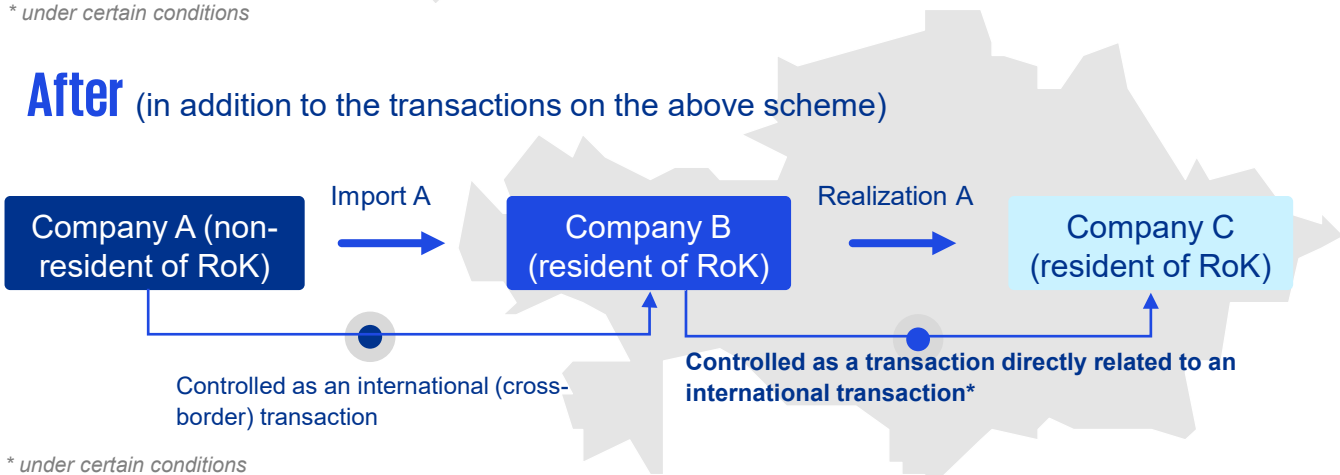 * under certain conditions
After (in addition to the transactions on the above scheme)
Import A
Realization A
Company A (non-
resident of RoK)
Company B
(resident of RoK)
Company C
(resident of RoK)
Controlled as an international (cross-
border) transaction
Controlled as a transaction directly related to an
international transaction*
* under certain conditions